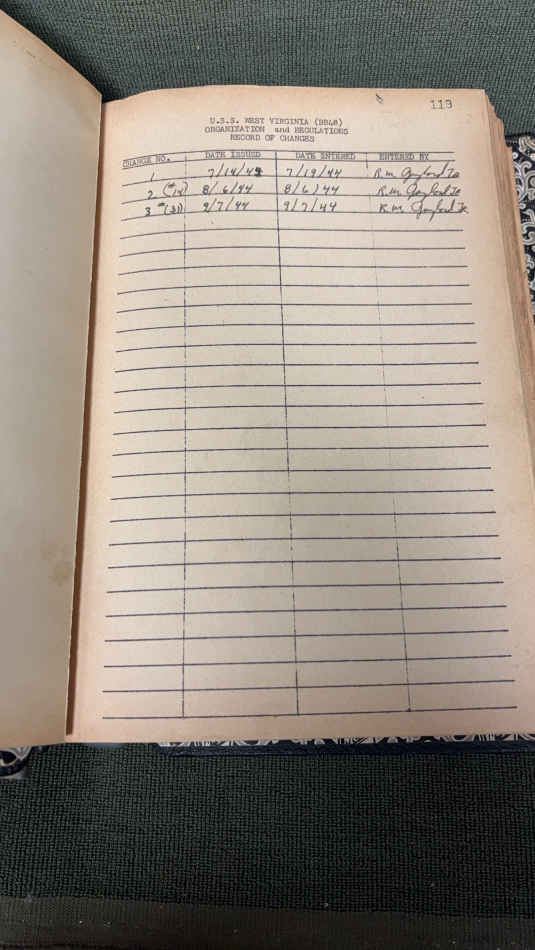 113
U.S.S. WEST VIRGINIA (BB48)
ORGANIZATION and REGULATIONS
RECORD OF CHANGES
CHANGE NO. DATE ISSUED DATE ENTERED ENTERED BY
1 7/14/44 7/19/44 R.M. Gaylord Jr
2 (#14) 8/6/44 8/6/44 R.M. Gaylord Jr
3 #(31) 9/7/44 9/7/44 R.M. Gaylord Jr